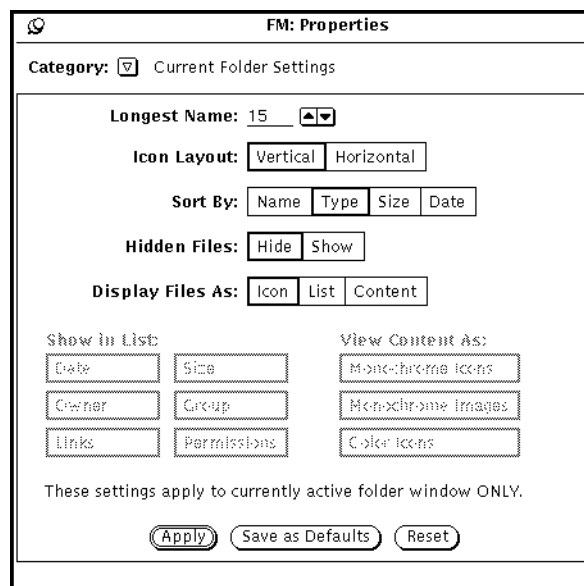 FM: Properties
Category: Current Folder Settings
Longest Name: 15
Icon Layout: Vertical Horizontal
Sort By: Name Type Size Date
Hidden Files: Hide Show
Display Files As: Icon List Content
Show in List: View Content As:
Date Size Monochrome Icons
Owner Group Monochrome Images
Links Permissions Color Icons
These settings apply to currently active folder window ONLY.
Apply Save as Defaults Reset